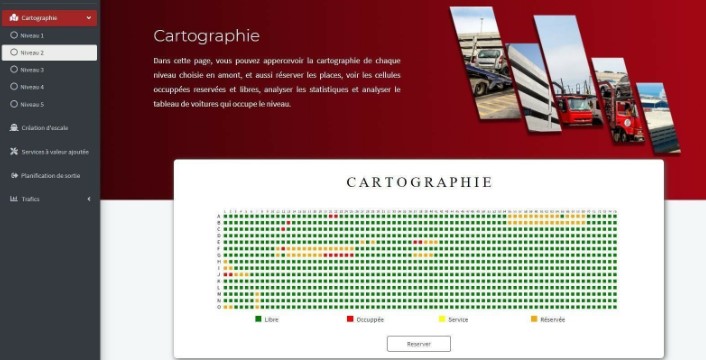 Cartographie
Niveau 1
Niveau 2
Niveau 3
Niveau 4
Niveau 5
Création d'escale
Services à valeur ajoutée
Planification de sortie
Trafics
Cartographie
Dans cette page, vous pouvez appercevoir la cartographie de chaque
niveau choisie en amont, et aussi réserver les places, voir les cellules
occuppées reservées et libres, analyser les statistiques et analyser le
tableau de voitures qui occupe le niveau.
CARTOGRAPHIE
A
B
C
D
E
F
G
H
I
J
K
L
M
N
O
Libre
Occuppée
Service
Réservée
Reserver